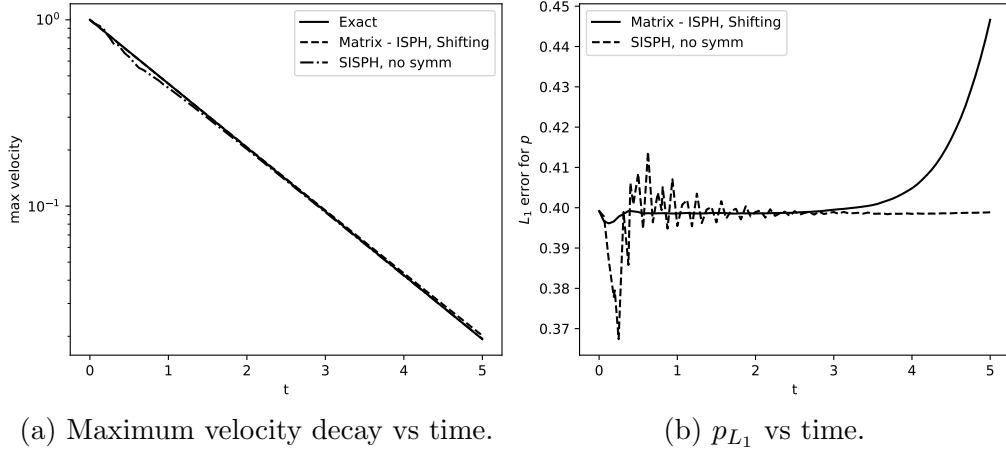 10⁰
10⁻¹
max velocity
0
1
2
3
4
5
t
Exact
Matrix - ISPH, Shifting
SISPH, no symm
0.45
0.44
0.43
0.42
0.41
0.40
0.39
0.38
0.37
L₁ error for p
0
1
2
3
4
5
t
Matrix - ISPH, Shifting
SISPH, no symm
(a) Maximum velocity decay vs time.
(b) p_{L₁} vs time.